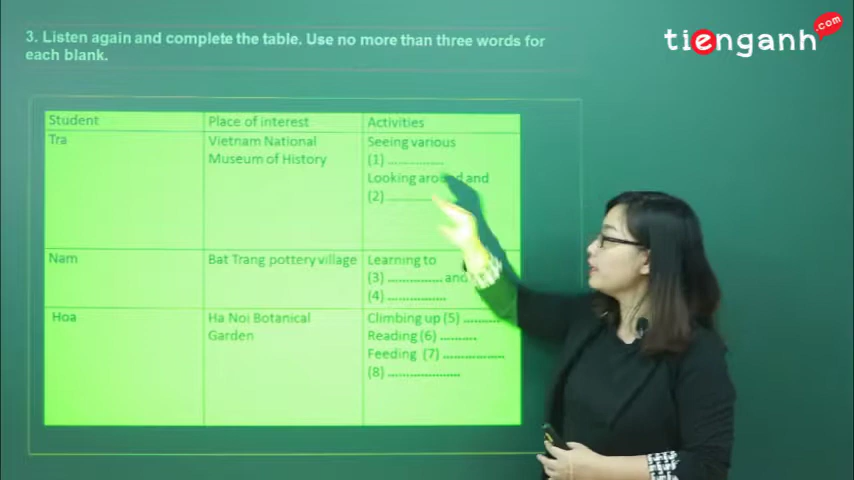 3. Listen again and complete the table. Use no more than three words for
each blank.
tienganh.com
Student Place of interest Activities
Tra Vietnam National Seeing various
Museum of History (1) ................
Looking around and
(2) ................
Nam Bat Trang pottery village Learning to
(3) ................ and
(4) ................
Hoa Ha Noi Botanical Climbing up (5) ..........
Garden Reading (6) ..........
Feeding (7) ................
(8) ....................